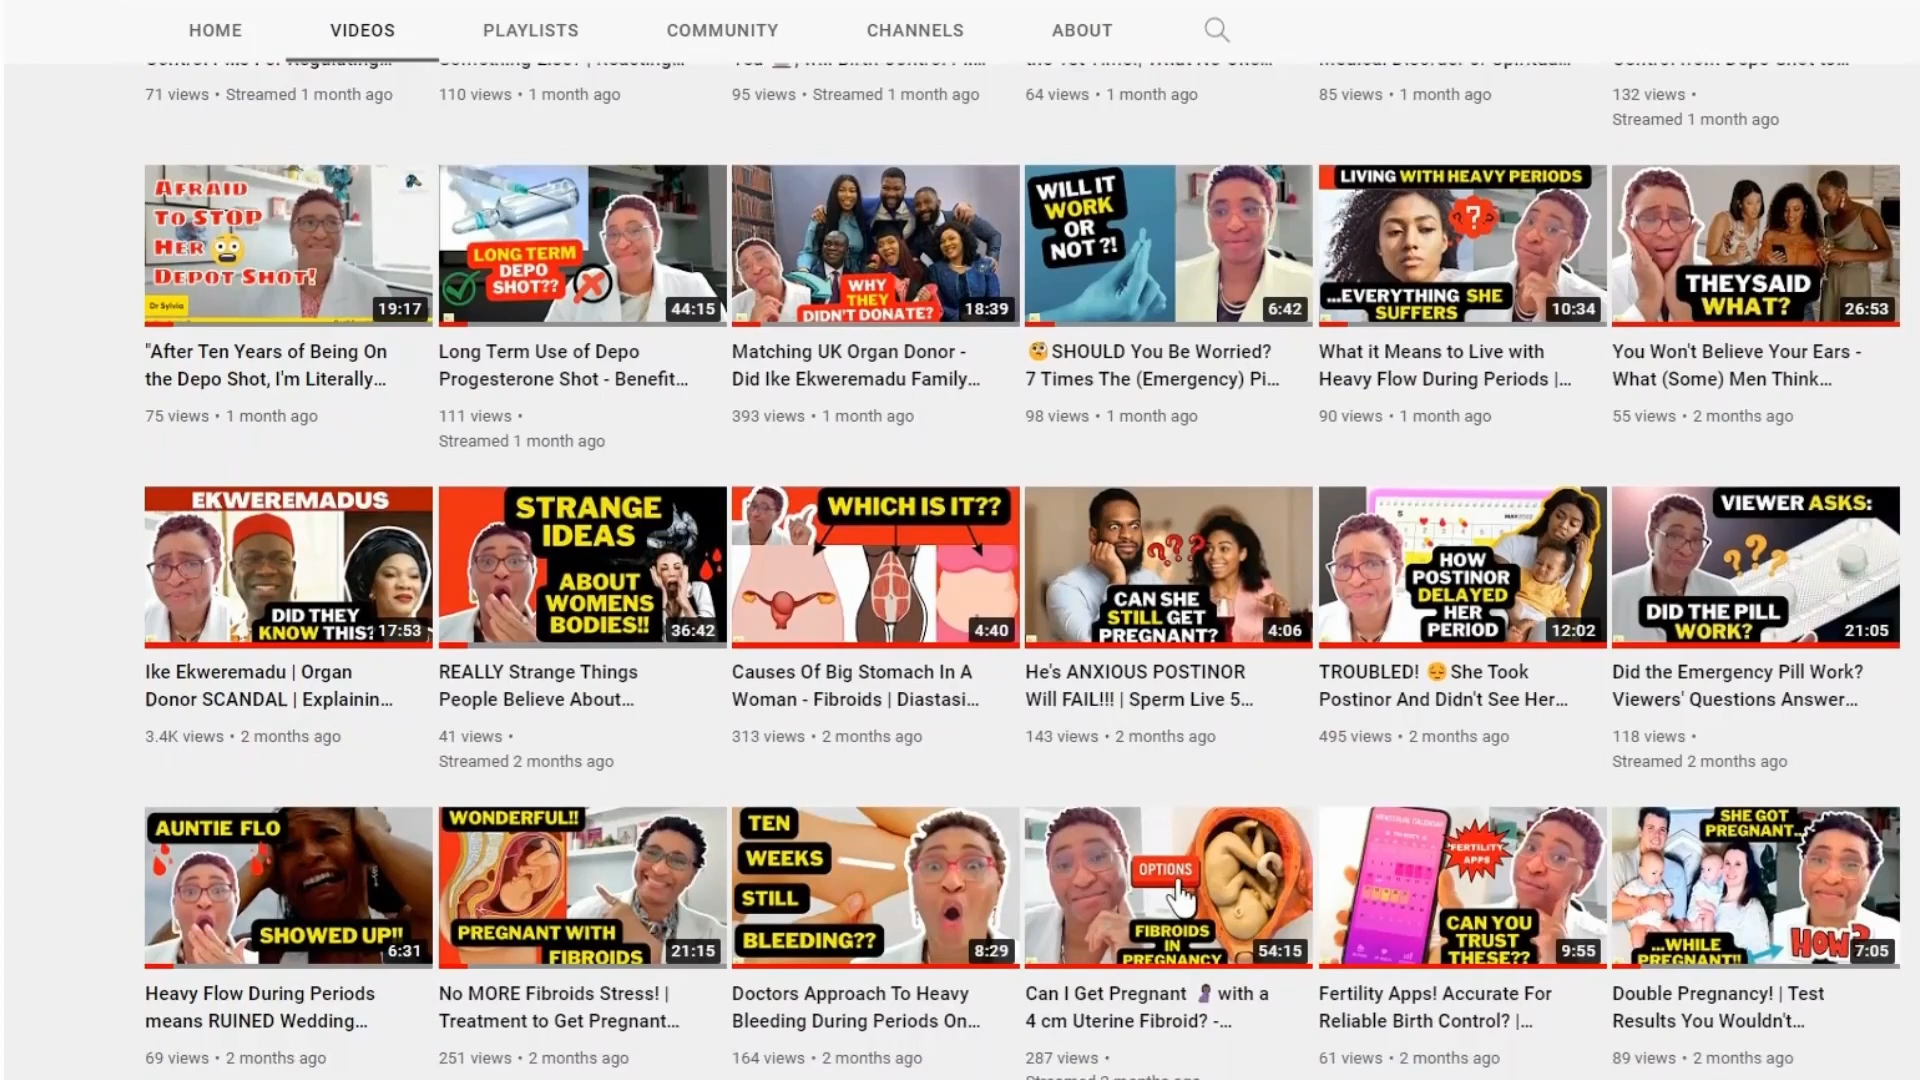 HOME VIDEOS PLAYLISTS COMMUNITY CHANNELS ABOUT
71 views • Streamed 1 month ago
110 views • 1 month ago
95 views • Streamed 1 month ago
64 views • 1 month ago
85 views • 1 month ago
132 views •
Streamed 1 month ago
AFRAID
TO STOP
HER
DEPOT SHOT!
Dr Sylvia
19:17
LONG TERM
DEPO
SHOT??
44:15
WHY
THEY
DIDN'T DONATE?
18:39
WILL IT
WORK
OR
NOT ?!
6:42
LIVING WITH HEAVY PERIODS
?
...EVERYTHING SHE
SUFFERS
10:34
THEY SAID
WHAT?
26:53
"After Ten Years of Being On
the Depo Shot, I'm Literally...
75 views • 1 month ago
Long Term Use of Depo
Progesterone Shot - Benefit...
111 views •
Streamed 1 month ago
Matching UK Organ Donor -
Did Ike Ekweremadu Family...
393 views • 1 month ago
🧐SHOULD You Be Worried?
7 Times The (Emergency) Pi...
98 views • 1 month ago
What it Means to Live with
Heavy Flow During Periods |...
90 views • 1 month ago
You Won't Believe Your Ears -
What (Some) Men Think...
55 views • 2 months ago
EKWEREMADUS
DID THEY
KNOW THIS?
17:53
STRANGE
IDEAS
ABOUT
WOMENS
BODIES!!
36:42
WHICH IS IT??
4:40
???
CAN SHE
STILL GET
PREGNANT?
4:06
HOW
POSTINOR
DELAYED
HER
PERIOD
12:02
VIEWER ASKS:
???
DID THE PILL
WORK?
21:05
Ike Ekweremadu | Organ
Donor SCANDAL | Explainin...
3.4K views • 2 months ago
REALLY Strange Things
People Believe About...
41 views •
Streamed 2 months ago
Causes Of Big Stomach In A
Woman - Fibroids | Diastasi...
313 views • 2 months ago
He's ANXIOUS POSTINOR
Will FAIL!!! | Sperm Live 5...
143 views • 2 months ago
TROUBLED! 😔She Took
Postinor And Didn't See Her...
495 views • 2 months ago
Did the Emergency Pill Work?
Viewers' Questions Answer...
118 views •
Streamed 2 months ago
AUNTIE FLO
SHOWED UP!!
6:31
WONDERFUL!!
PREGNANT WITH
FIBROIDS
21:15
TEN
WEEKS
STILL
BLEEDING??
8:29
OPTIONS
FIBROIDS
IN
PREGNANCY
54:15
MENSTRUAL CALENDAR
FERTILITY
APPS
CAN YOU
TRUST
THESE??
9:55
SHE GOT
PREGNANT...
...WHILE
PREGNANT!!
HOW?
7:05
Heavy Flow During Periods
means RUINED Wedding...
69 views • 2 months ago
No MORE Fibroids Stress! |
Treatment to Get Pregnant...
251 views • 2 months ago
Doctors Approach To Heavy
Bleeding During Periods On...
164 views • 2 months ago
Can I Get Pregnant 🤰with a
4 cm Uterine Fibroid? -...
287 views •
Fertility Apps! Accurate For
Reliable Birth Control? |...
61 views • 2 months ago
Double Pregnancy! | Test
Results You Wouldn't...
89 views • 2 months ago